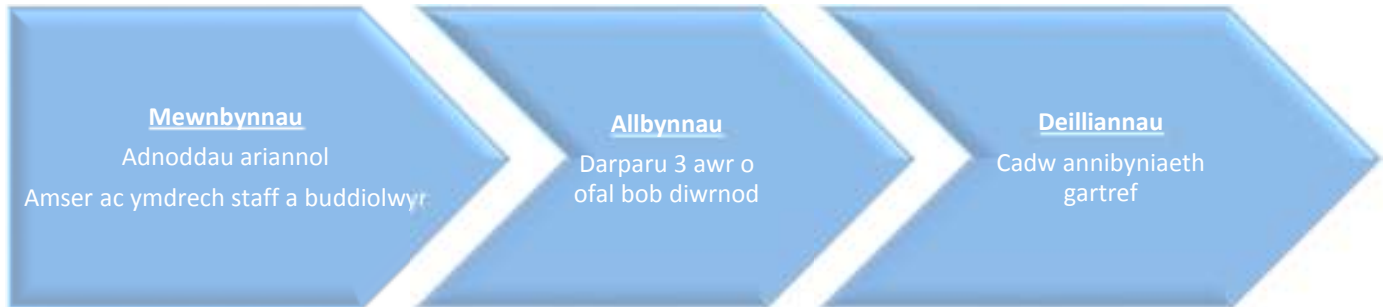 Mewnbynnau
Adnoddau ariannol
Amser ac ymdrech staff a buddiolwyr
Allbynnau
Darparu 3 awr o
ofal bob diwrnod
Deilliannau
Cadw annibyniaeth
gartref